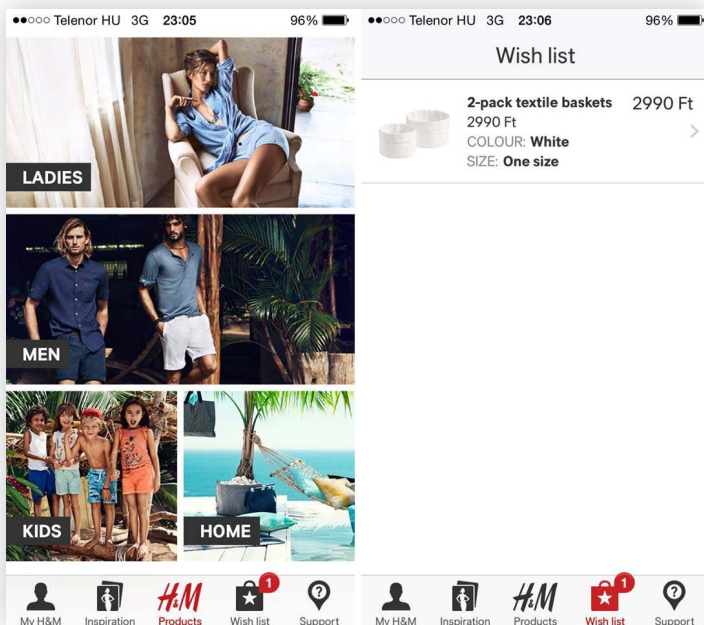 Telenor HU 3G 23:05 96%
LADIES
MEN
KIDS
HOME
1
H&M
My H&M Inspiration Products Wish list Support
Telenor HU 3G 23:06 96%
Wish list
2-pack textile baskets 2990 Ft
2990 Ft
COLOUR: White
SIZE: One size
1
H&M
My H&M Inspiration Products Wish list Support